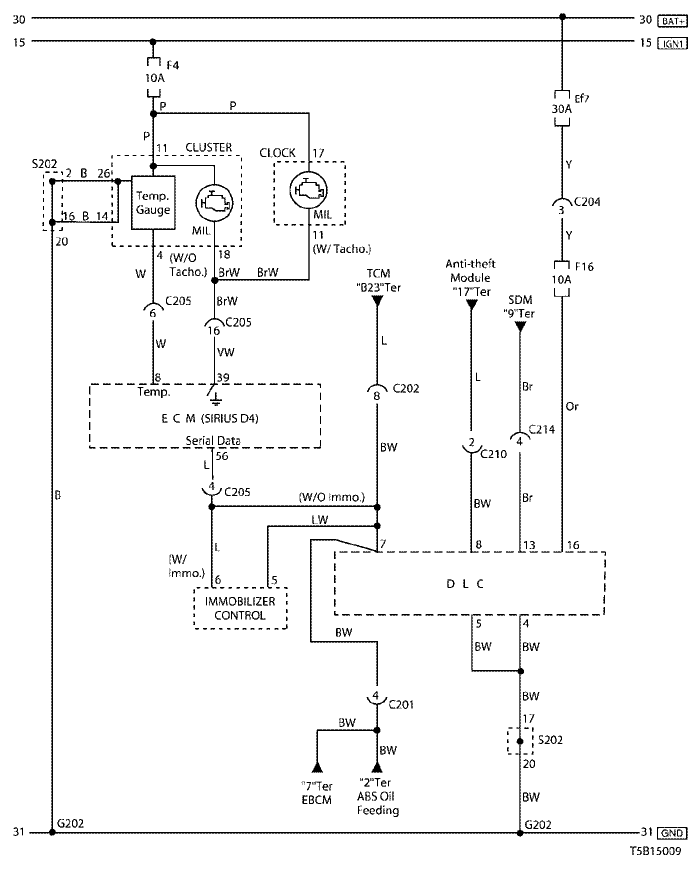 30 30 BAT+
15 15 IGN1
F4
10A
Ef7
30A
P P
P
11 CLUSTER
CLOCK 17
S202
2 B 26
Temp.
Gauge
MIL
MIL
16 B 14
20
Y
C204
3
Y
F16
10A
4
(W/O
Tacho.)
18
11
(W/ Tacho.)
W
BrW BrW
BrW
C205
6
C205
16
W
VW
TCM
"B23"Ter
Anti-theft
Module
"17"Ter
SDM
"9"Ter
L
L
Br
Or
8 39
Temp.
E C M (SIRIUS D4)
Serial Data
56
C202
8
BW
C210
2
C214
4
BW
Br
L
4
C205
B
(W/O Immo.)
LW
L
(W/
Immo.)
6 5
IMMOBILIZER
CONTROL
7 8 13 16
D L C
5 4
BW
BW BW
4
C201
BW
BW
BW
17
S202
20
BW
"7"Ter
EBCM
"2"Ter
ABS Oil
Feeding
G202 G202
31 31 GND
T5B15009